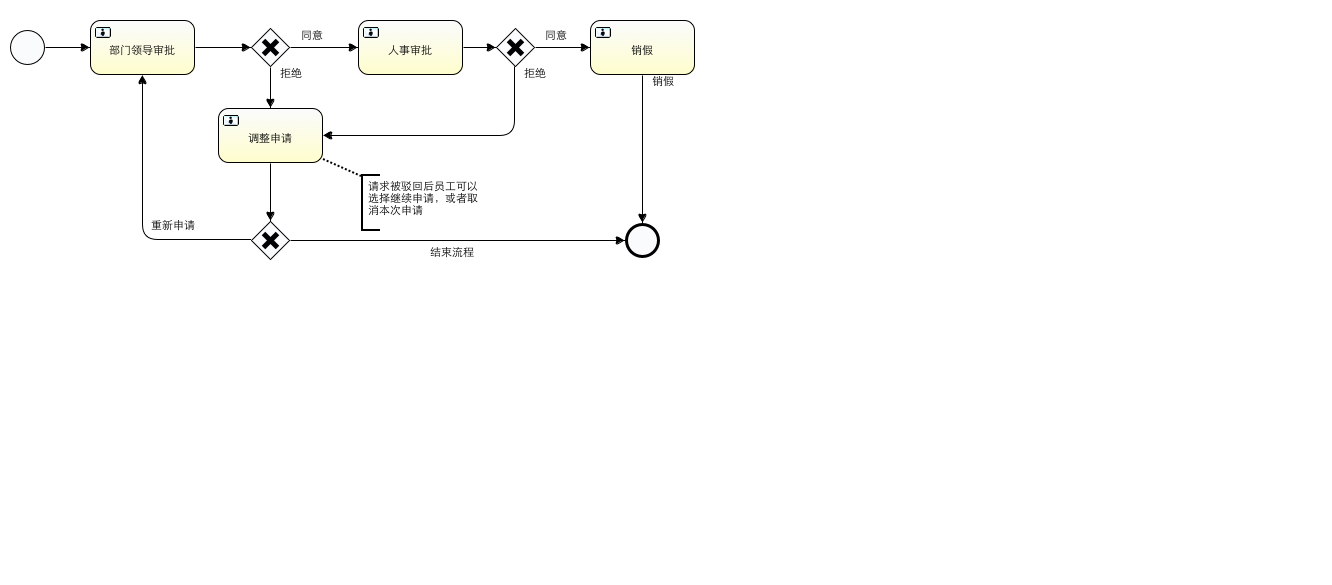 部门领导审批
同意
人事审批
同意
销假
拒绝
拒绝
销假
调整申请
请求被驳回后员工可以
选择继续申请，或者取
消本次申请
重新申请
结束流程